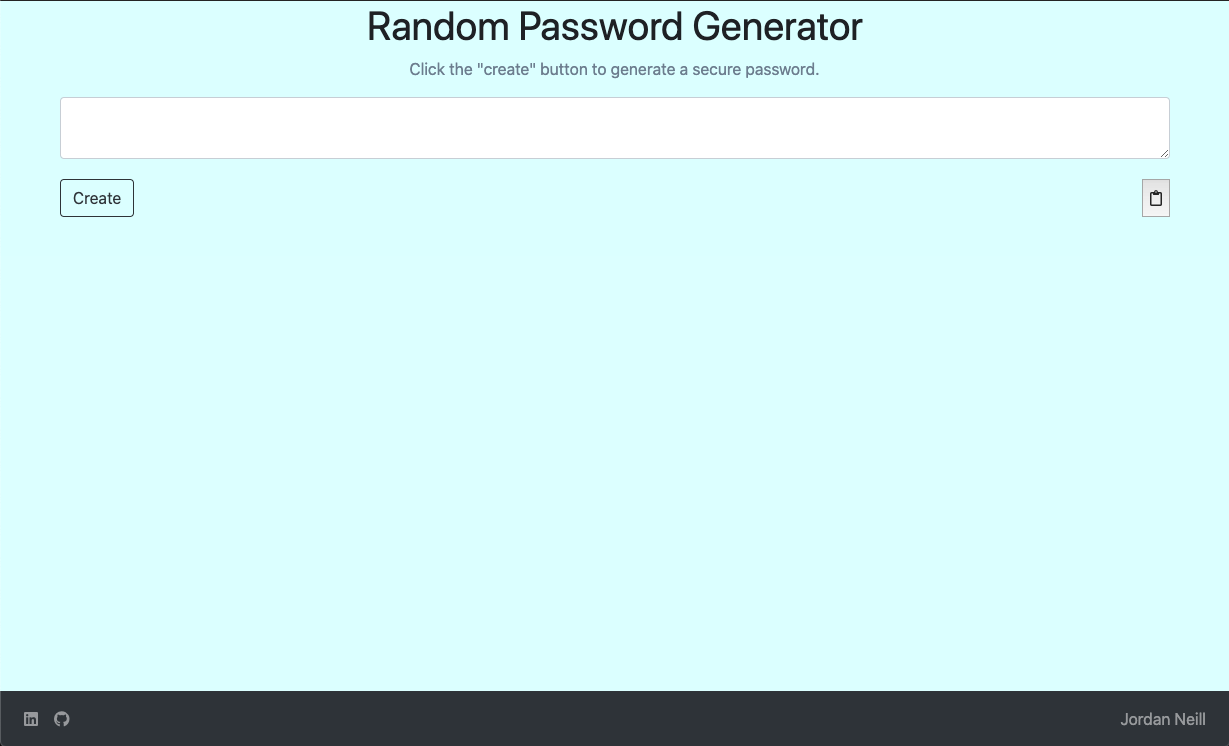 Random Password Generator
Click the "create" button to generate a secure password.
Create
Jordan Neill